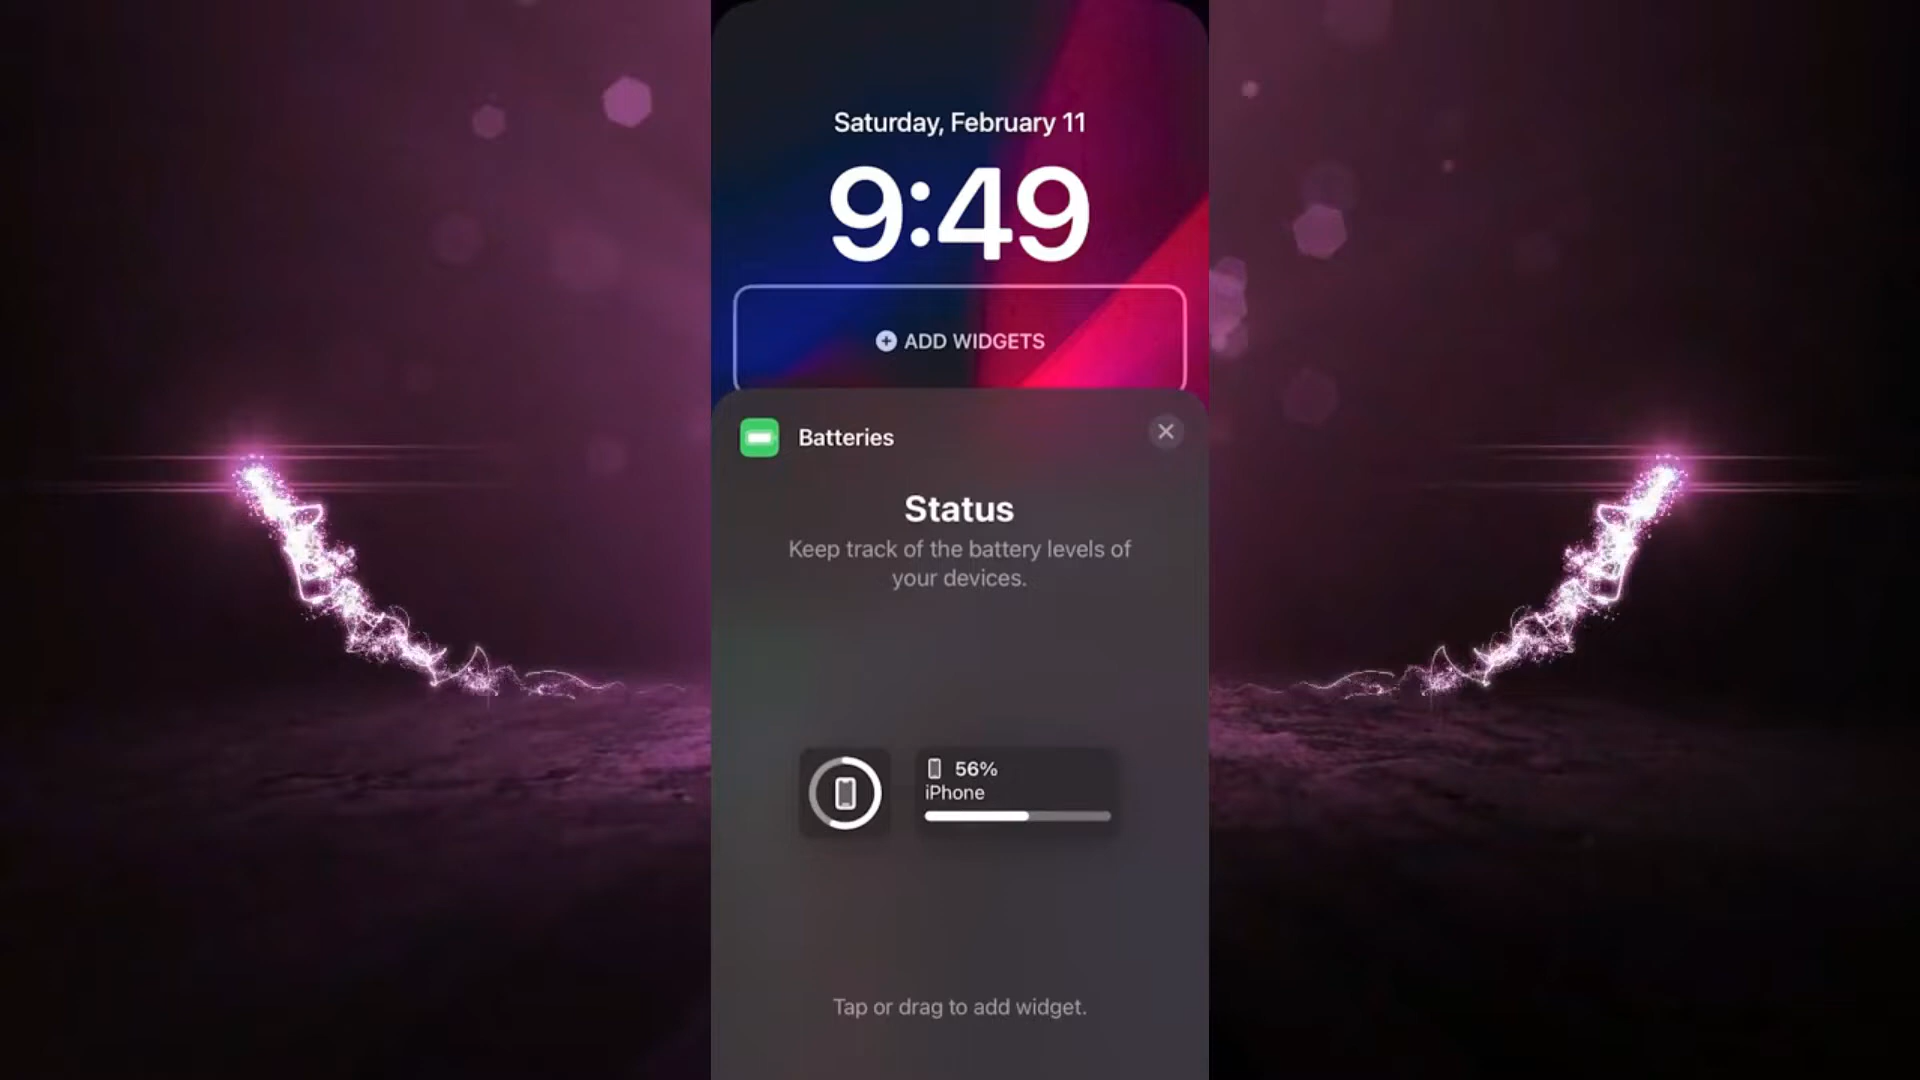 Saturday, February 11
9:49
ADD WIDGETS
Batteries
Status
Keep track of the battery levels of
your devices.
56%
iPhone
Tap or drag to add widget.